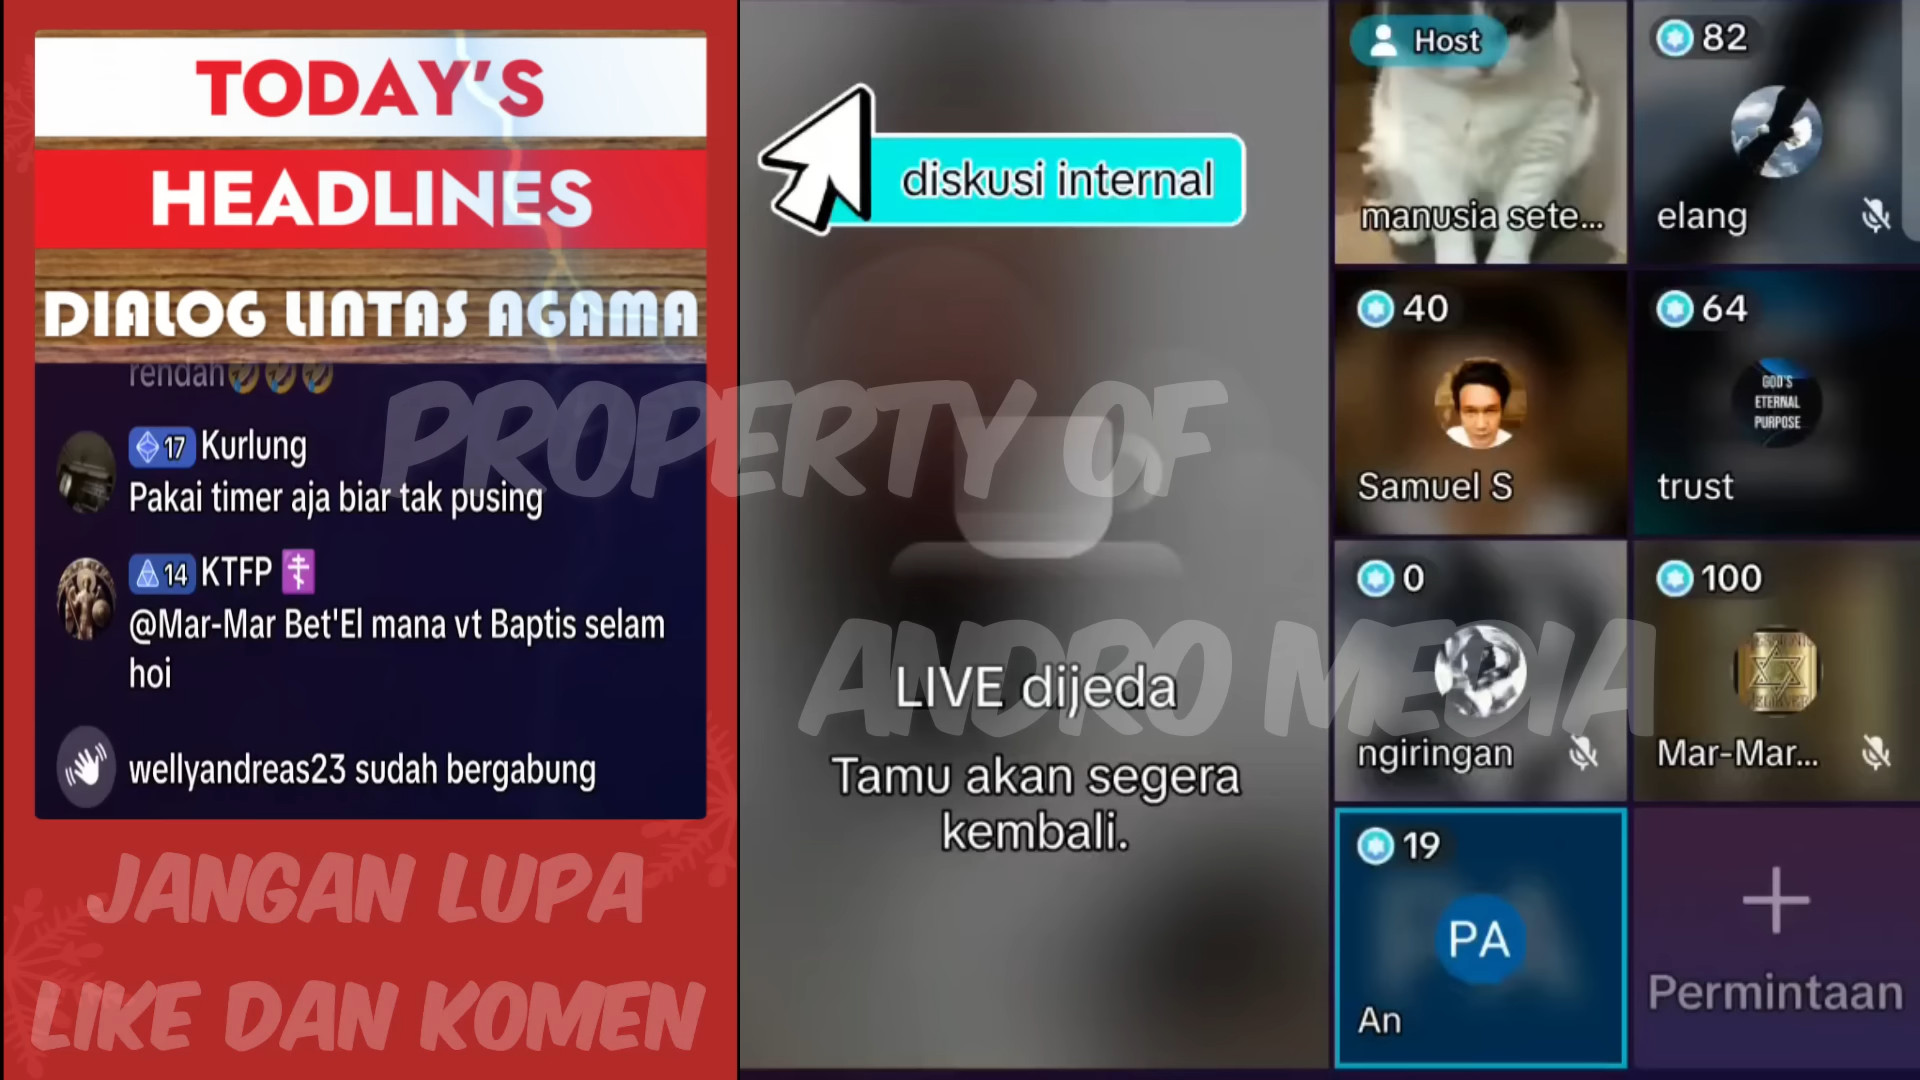 TODAY'S
HEADLINES
DIALOG LINTAS AGAMA
rendah🤣🤣🤣
17 Kurlung
Pakai timer aja biar tak pusing
14 KTFP ☦️
@Mar-Mar Bet'El mana vt Baptis selam
hoi
wellyandreas23 sudah bergabung
JANGAN LUPA
LIKE DAN KOMEN
PROPERTY OF
ANDRO MEDIA
diskusi internal
LIVE dijeda
Tamu akan segera
kembali.
Host
manusia sete...
82
elang
40
Samuel S
64
GOD'S
ETERNAL
PURPOSE
trust
0
ngiringan
100
Mar-Mar...
19
PA
An
Permintaan